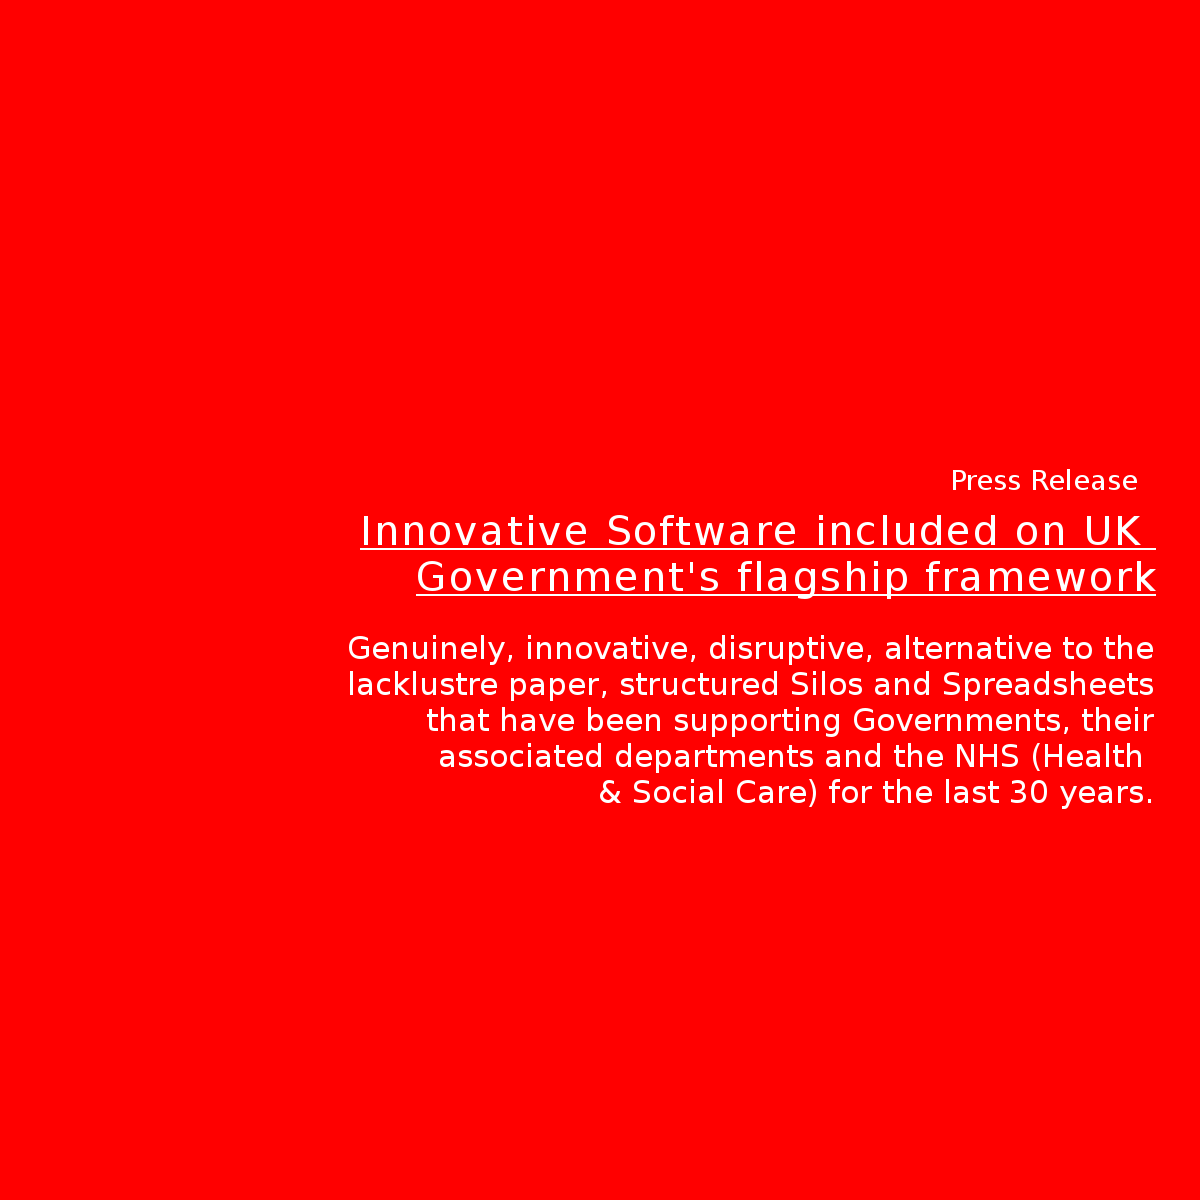 Press Release
Innovative Software included on UK
Government's flagship framework
Genuinely, innovative, disruptive, alternative to the
lacklustre paper, structured Silos and Spreadsheets
that have been supporting Governments, their
associated departments and the NHS (Health
& Social Care) for the last 30 years.